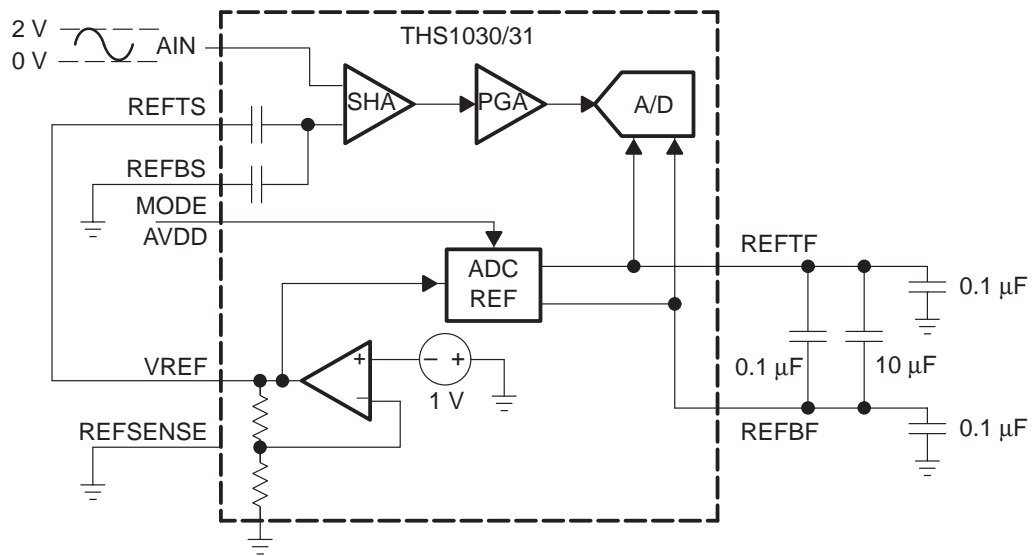 2 V
0 V
AIN
THS1030/31
SHA
PGA
A/D
REFTS
REFBS
MODE
AVDD
REFTF
ADC
REF
0.1 μF
VREF
+
−
− +
1 V
0.1 μF
10 μF
REFSENSE
REFBF
0.1 μF